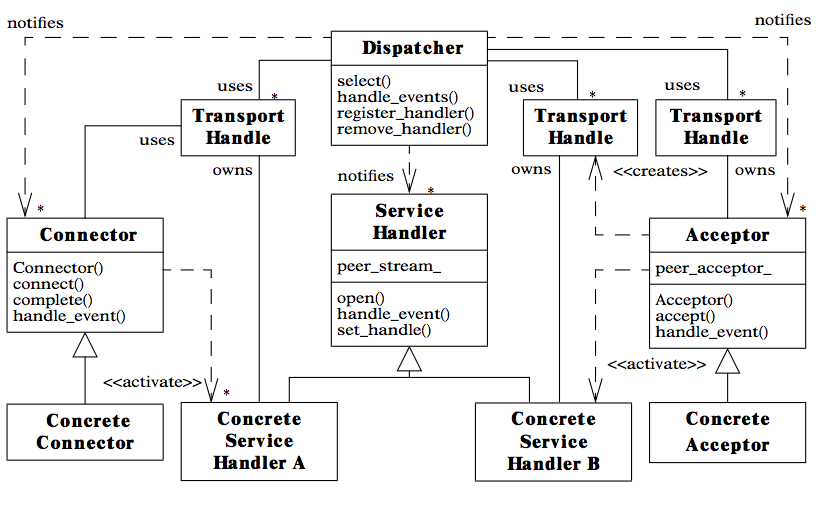 notifies
notifies
Dispatcher
select()
handle_events()
register_handler()
remove_handler()
uses
*
uses
*
uses
*
Transport
Handle
Transport
Handle
Transport
Handle
uses
owns
notifies
*
owns
<<creates>>
owns
*
*
Connector
Connector()
connect()
complete()
handle_event()
Service
Handler
peer_stream_
open()
handle_event()
set_handle()
Acceptor
peer_acceptor_
Acceptor()
accept()
handle_event()
<<activate>>
*
<<activate>>
Concrete
Connector
Concrete
Service
Handler A
Concrete
Service
Handler B
Concrete
Acceptor